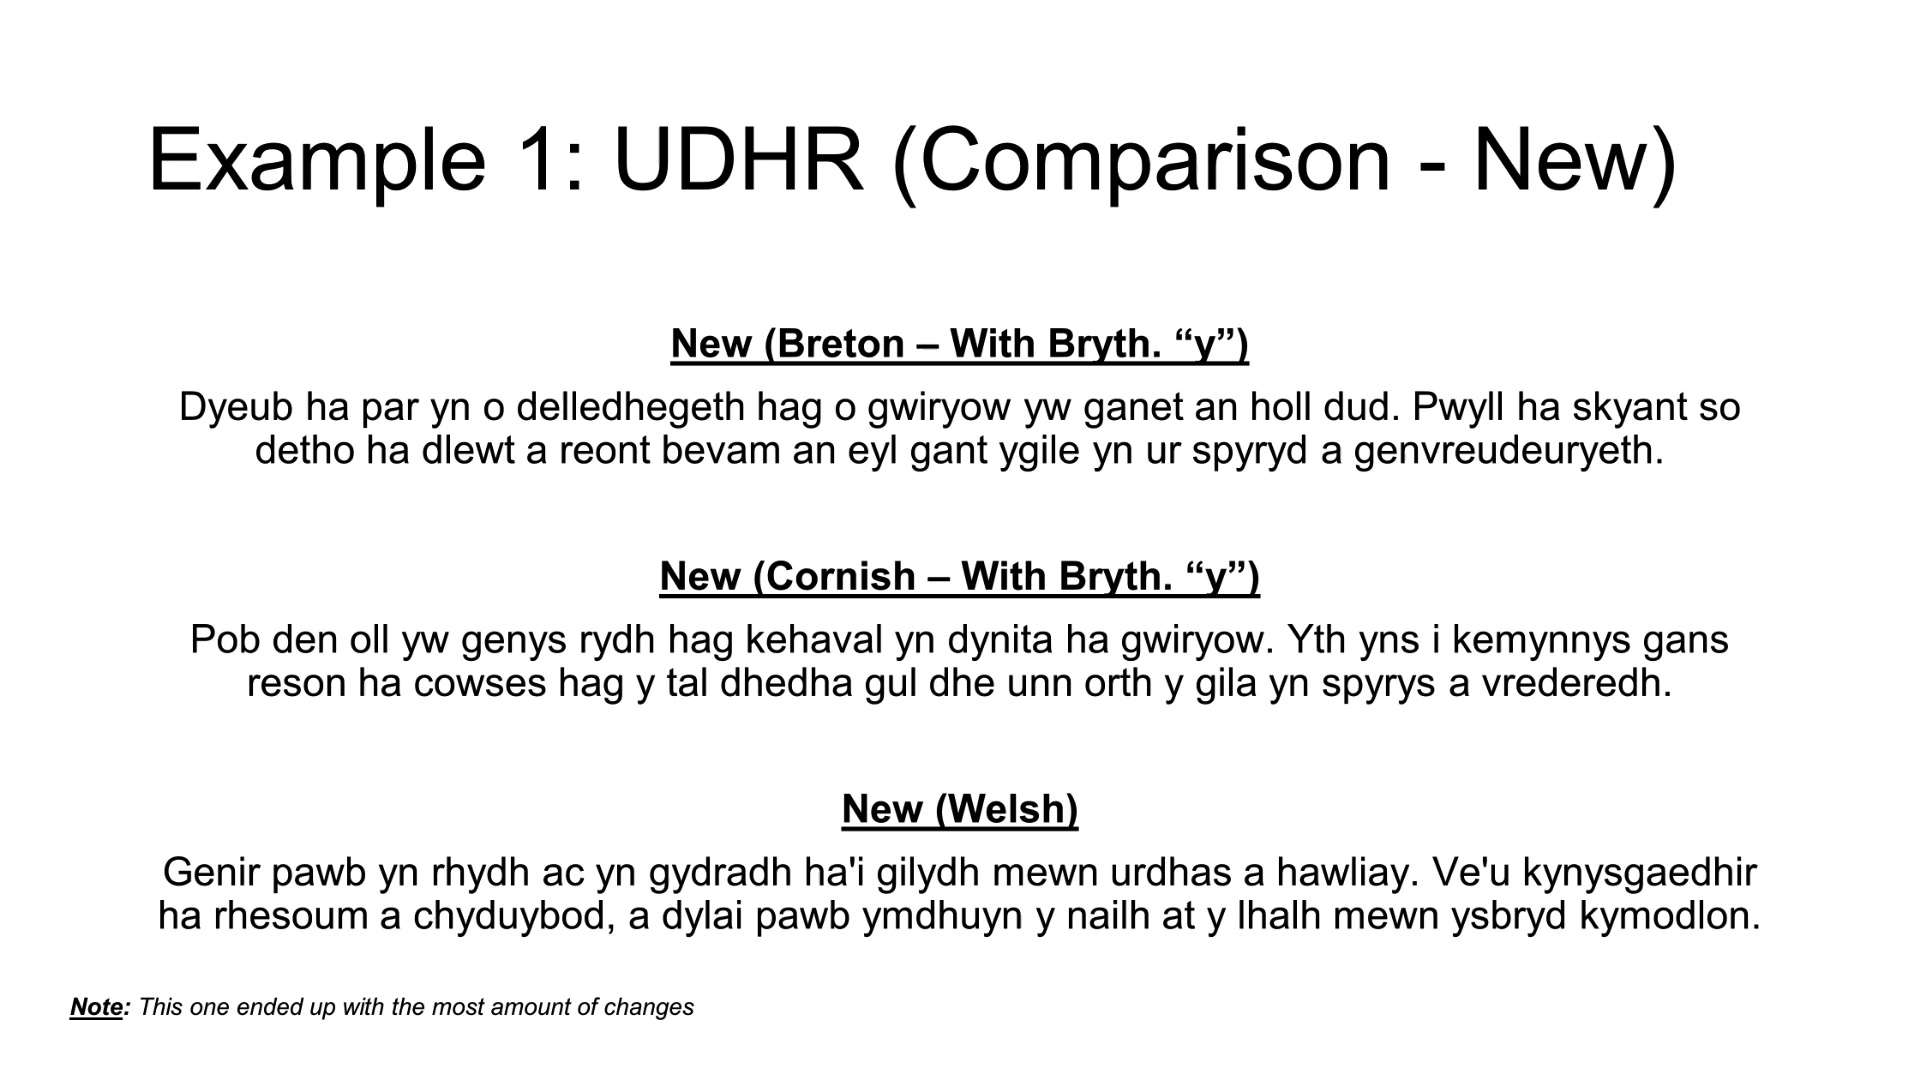 Example 1: UDHR (Comparison - New)
New (Breton – With Bryth. “y”)
Dyeub ha par yn o delledhegeth hag o gwiryow yw ganet an holl dud. Pwyll ha skyant so
detho ha dlewt a reont bevam an eyl gant ygile yn ur spyryd a genvreudeuryeth.
New (Cornish – With Bryth. “y”)
Pob den oll yw genys rydh hag kehaval yn dynita ha gwiryow. Yth yns i kemynnys gans
reson ha cowses hag y tal dhedha gul dhe unn orth y gila yn spyrys a vrederedh.
New (Welsh)
Genir pawb yn rhydh ac yn gydradh ha'i gilydh mewn urdhas a hawliay. Ve'u kynysgaedhir
ha rhesoum a chyduybod, a dylai pawb ymdhuyn y nailh at y lhalh mewn ysbryd kymodlon.
Note: This one ended up with the most amount of changes